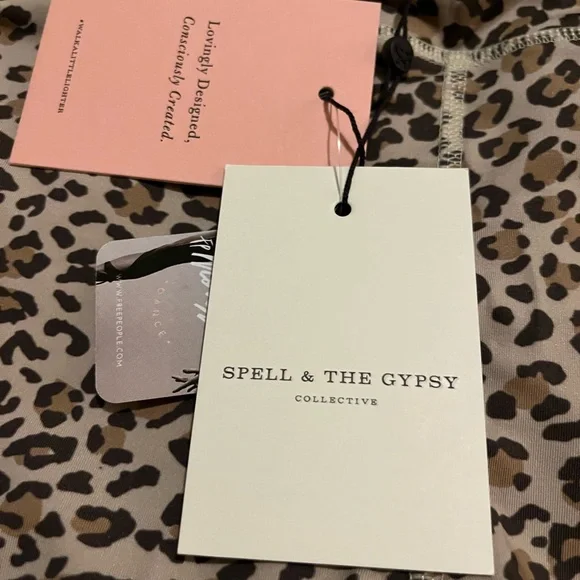 Lovingly Designed,
Consciously Created.
#WALKALITTLELIGHTER
DANCE
WWW.FREEPEOPLE.COM
SPELL & THE GYPSY
COLLECTIVE